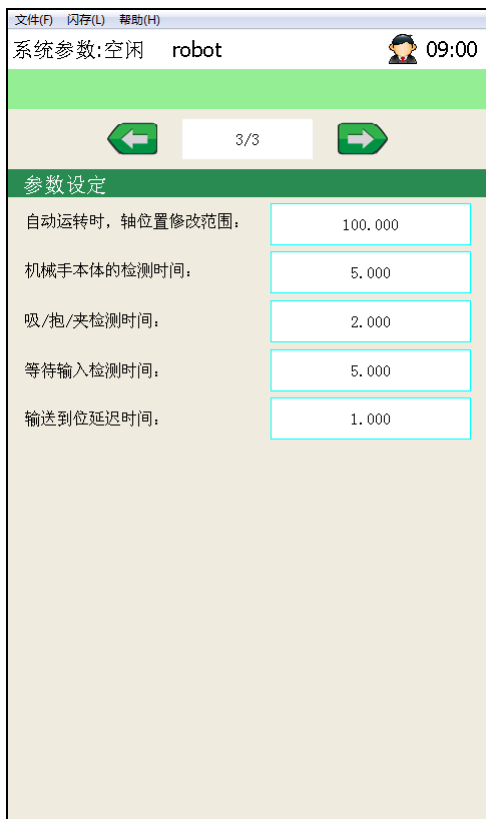 文件(F) 闪存(L) 帮助(H)
系统参数:空闲 robot 09:00
3/3
参数设定
自动运转时，轴位置修改范围： 100.000
机械手本体的检测时间： 5.000
吸/抱/夹检测时间： 2.000
等待输入检测时间： 5.000
输送到位延迟时间： 1.000